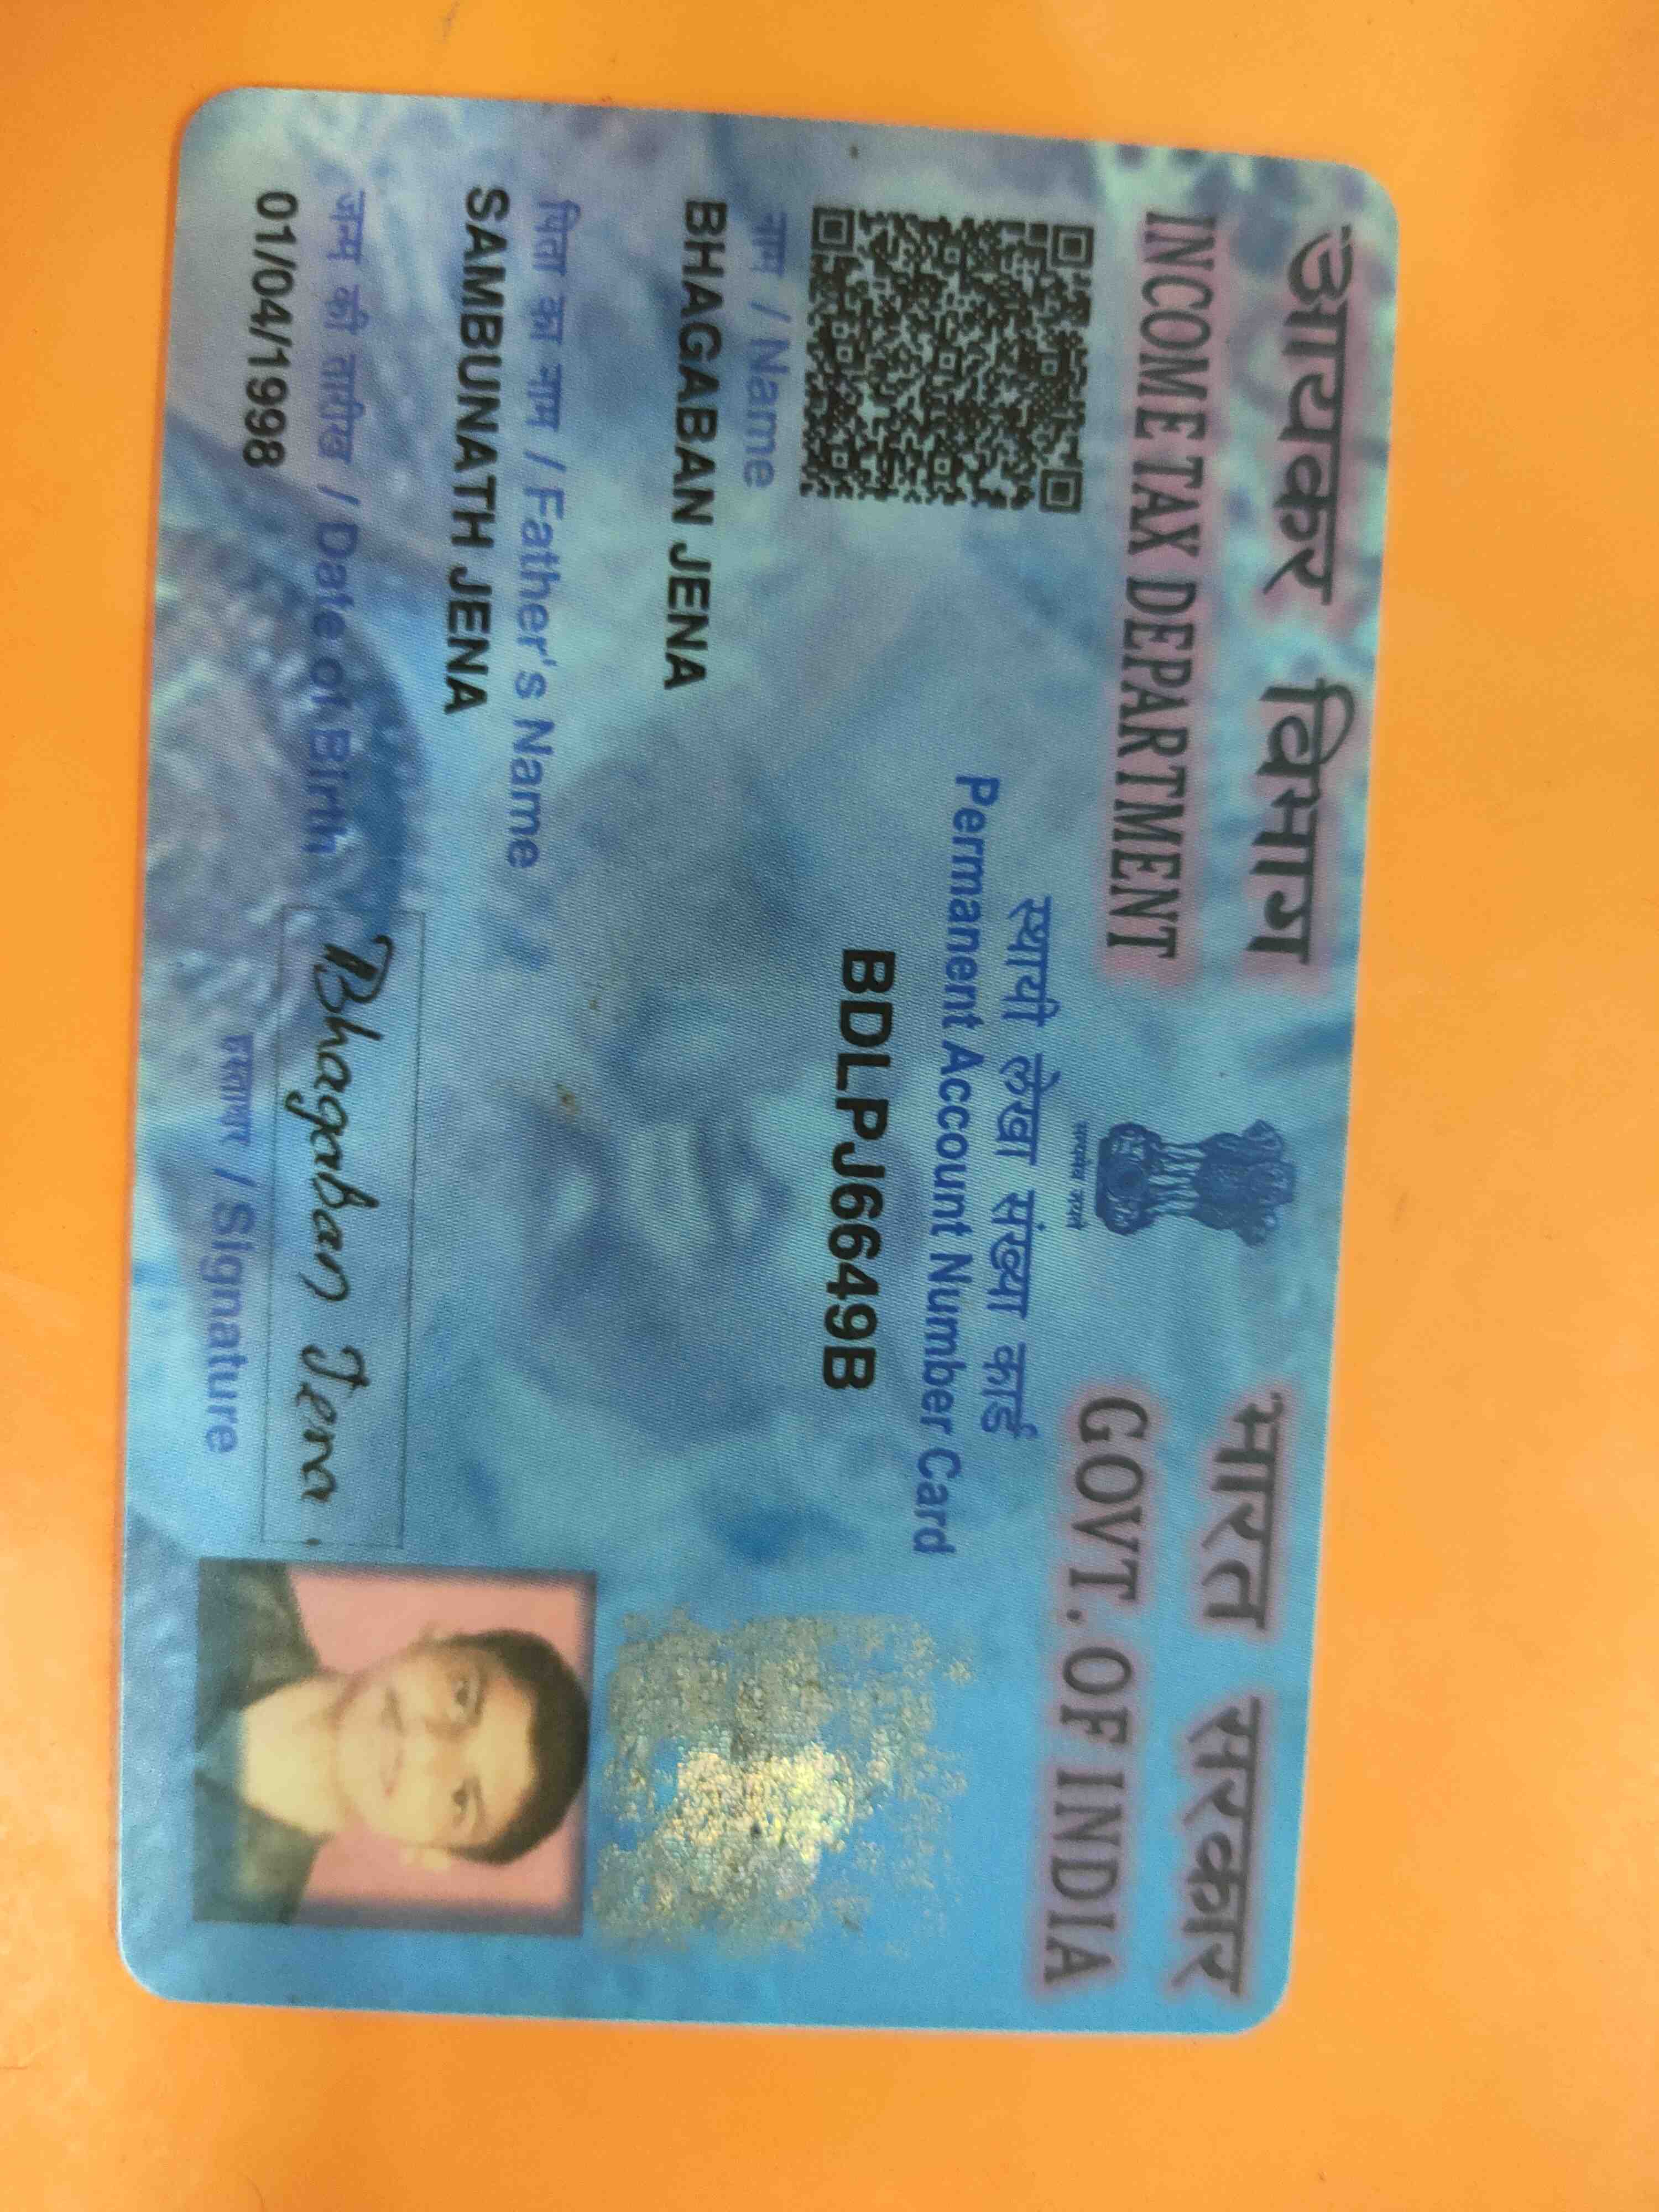 आयकर विभाग
INCOME TAX DEPARTMENT
सत्यमेव जयते
भारत सरकार
GOVT. OF INDIA
स्थायी लेखा संख्या कार्ड
Permanent Account Number Card
BDLPJ6649B
नाम / Name
BHAGABAN JENA
पिता का नाम / Father's Name
SAMBUNATH JENA
जन्म की तारीख / Date of Birth
01/04/1998
Bhagaban Jena
हस्ताक्षर / Signature